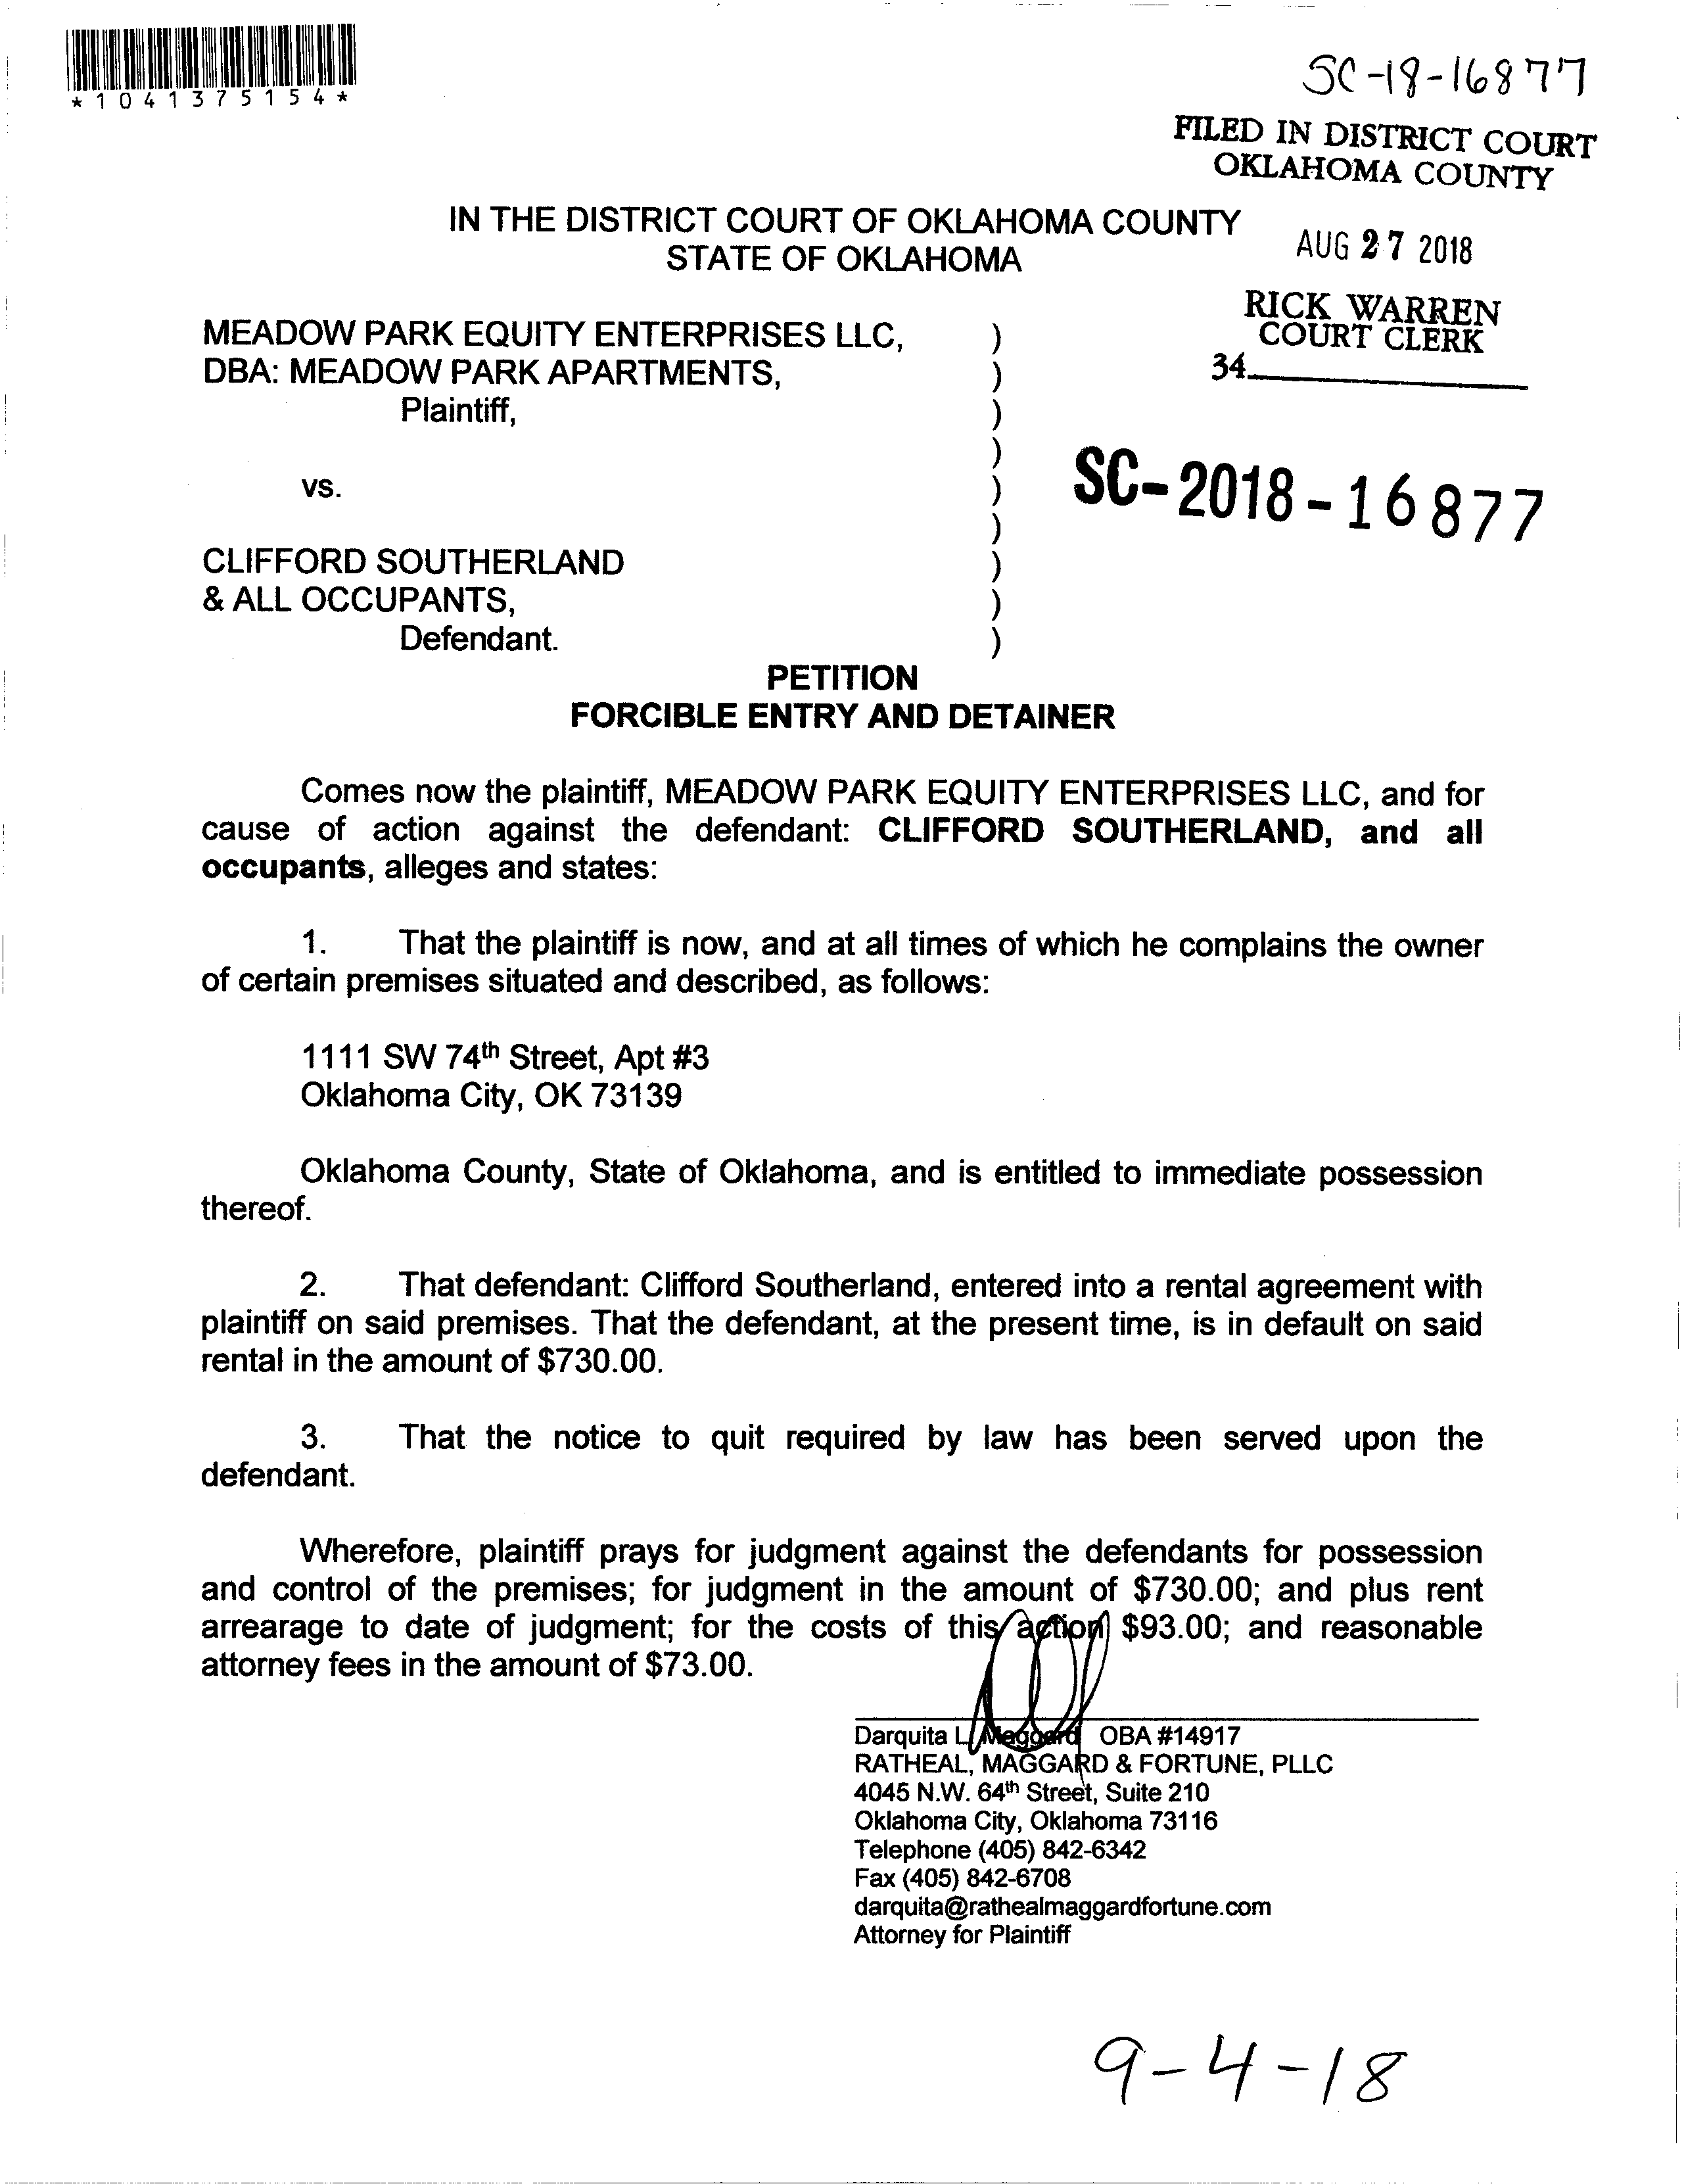 *1041375154*
SC-18-16877
FILED IN DISTRICT COURT
OKLAHOMA COUNTY
IN THE DISTRICT COURT OF OKLAHOMA COUNTY
STATE OF OKLAHOMA
AUG 27 2018
RICK WARREN
COURT CLERK
34
MEADOW PARK EQUITY ENTERPRISES LLC, )
DBA: MEADOW PARK APARTMENTS, )
Plaintiff, )
)
vs. )
)
SC-2018-16877
CLIFFORD SOUTHERLAND )
& ALL OCCUPANTS, )
Defendant. )
PETITION
FORCIBLE ENTRY AND DETAINER
Comes now the plaintiff, MEADOW PARK EQUITY ENTERPRISES LLC, and for
cause of action against the defendant: CLIFFORD SOUTHERLAND, and all
occupants, alleges and states:
1. That the plaintiff is now, and at all times of which he complains the owner
of certain premises situated and described, as follows:
1111 SW 74th Street, Apt #3
Oklahoma City, OK 73139
Oklahoma County, State of Oklahoma, and is entitled to immediate possession
thereof.
2. That defendant: Clifford Southerland, entered into a rental agreement with
plaintiff on said premises. That the defendant, at the present time, is in default on said
rental in the amount of $730.00.
3. That the notice to quit required by law has been served upon the
defendant.
Wherefore, plaintiff prays for judgment against the defendants for possession
and control of the premises; for judgment in the amount of $730.00; and plus rent
arrearage to date of judgment; for the costs of this action $93.00; and reasonable
attorney fees in the amount of $73.00.
Darquita L. Maggard OBA #14917
RATHEAL, MAGGARD & FORTUNE, PLLC
4045 N.W. 64th Street, Suite 210
Oklahoma City, Oklahoma 73116
Telephone (405) 842-6342
Fax (405) 842-6708
darquita@rathealmaggardfortune.com
Attorney for Plaintiff
9-4-18